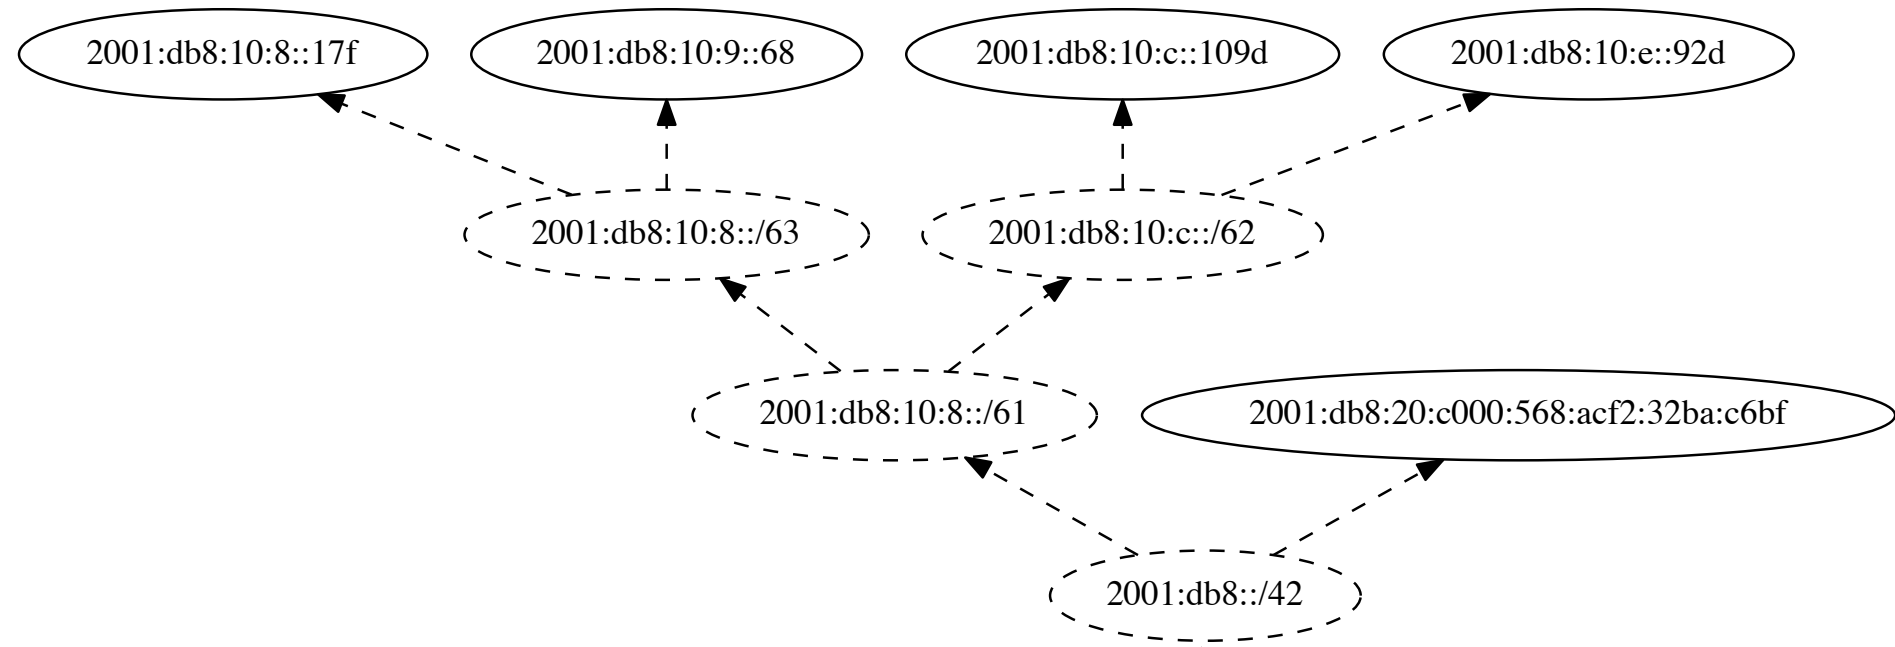 2001:db8:10:8::17f
2001:db8:10:9::68
2001:db8:10:c::109d
2001:db8:10:e::92d
2001:db8:10:8::/63
2001:db8:10:c::/62
2001:db8:10:8::/61
2001:db8:20:c000:568:acf2:32ba:c6bf
2001:db8::/42